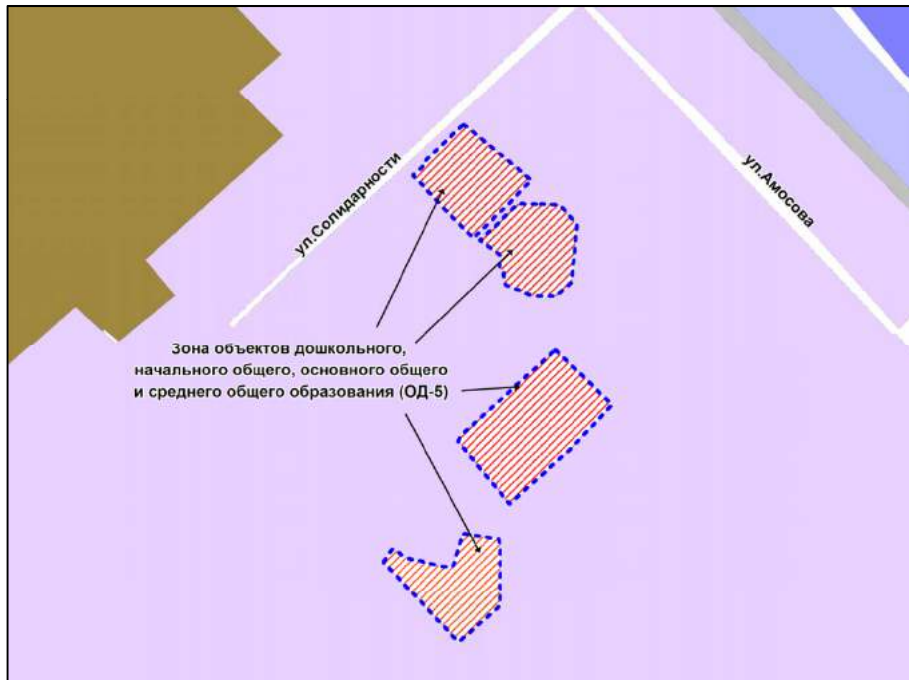 ул.Солидарности
ул.Амосова
Зона объектов дошкольного,
начального общего, основного общего
и среднего общего образования (ОД-5)